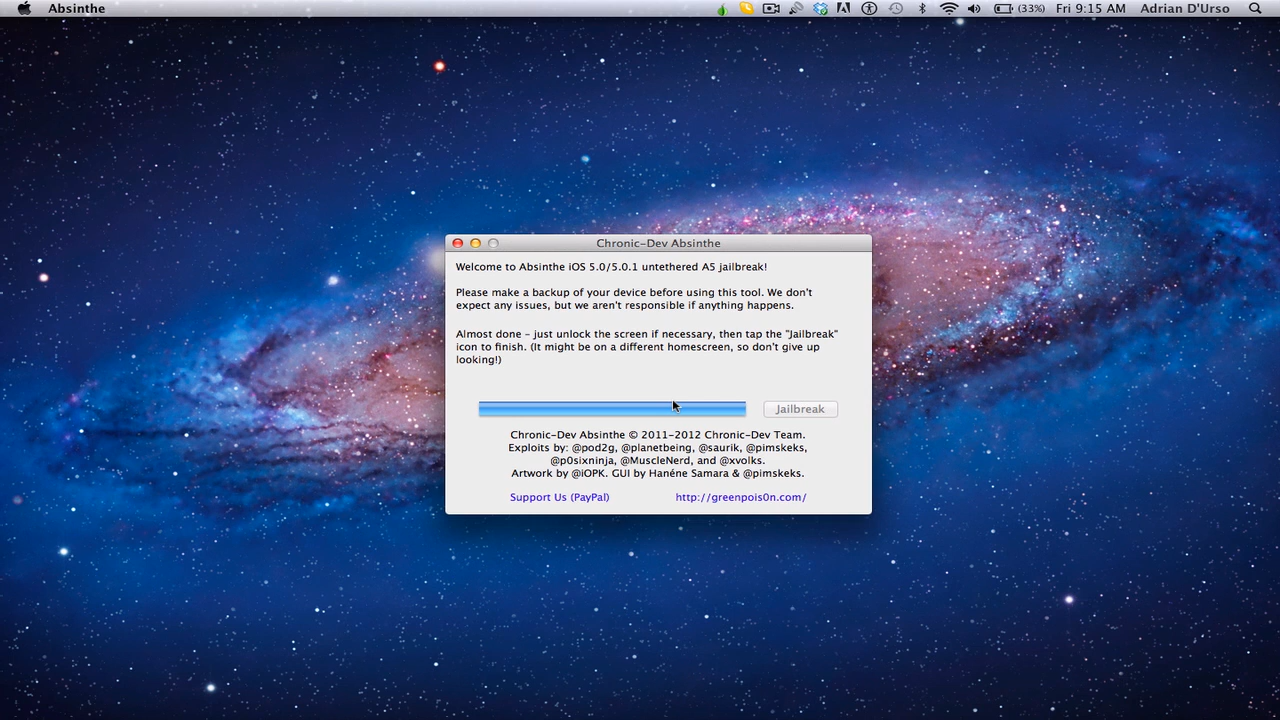 Absinthe (33%) Fri 9:15 AM Adrian D'Urso
Chronic-Dev Absinthe
Welcome to Absinthe iOS 5.0/5.0.1 untethered A5 jailbreak!
Please make a backup of your device before using this tool. We don't
expect any issues, but we aren't responsible if anything happens.
Almost done - just unlock the screen if necessary, then tap the "Jailbreak"
icon to finish. (It might be on a different homescreen, so don't give up
looking!)
Jailbreak
Chronic-Dev Absinthe © 2011-2012 Chronic-Dev Team.
Exploits by: @pod2g, @planetbeing, @saurik, @pimskeks,
@p0sixninja, @MuscleNerd, and @xvolks.
Artwork by @iOPK. GUI by Hanéne Samara & @pimskeks.
Support Us (PayPal) http://greenpois0n.com/